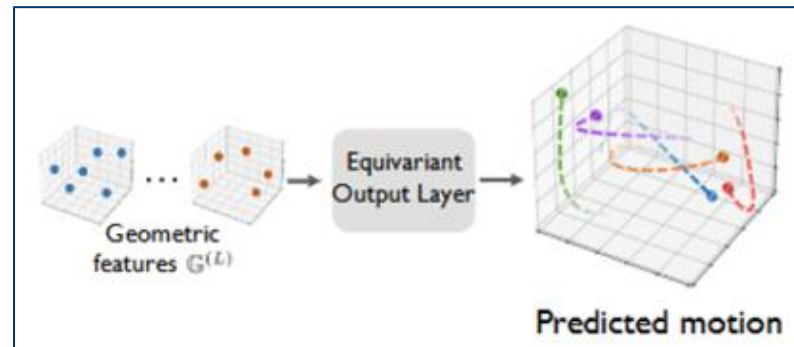 Geometric
features 𝔾^(L)
Equivariant
Output Layer
Predicted motion